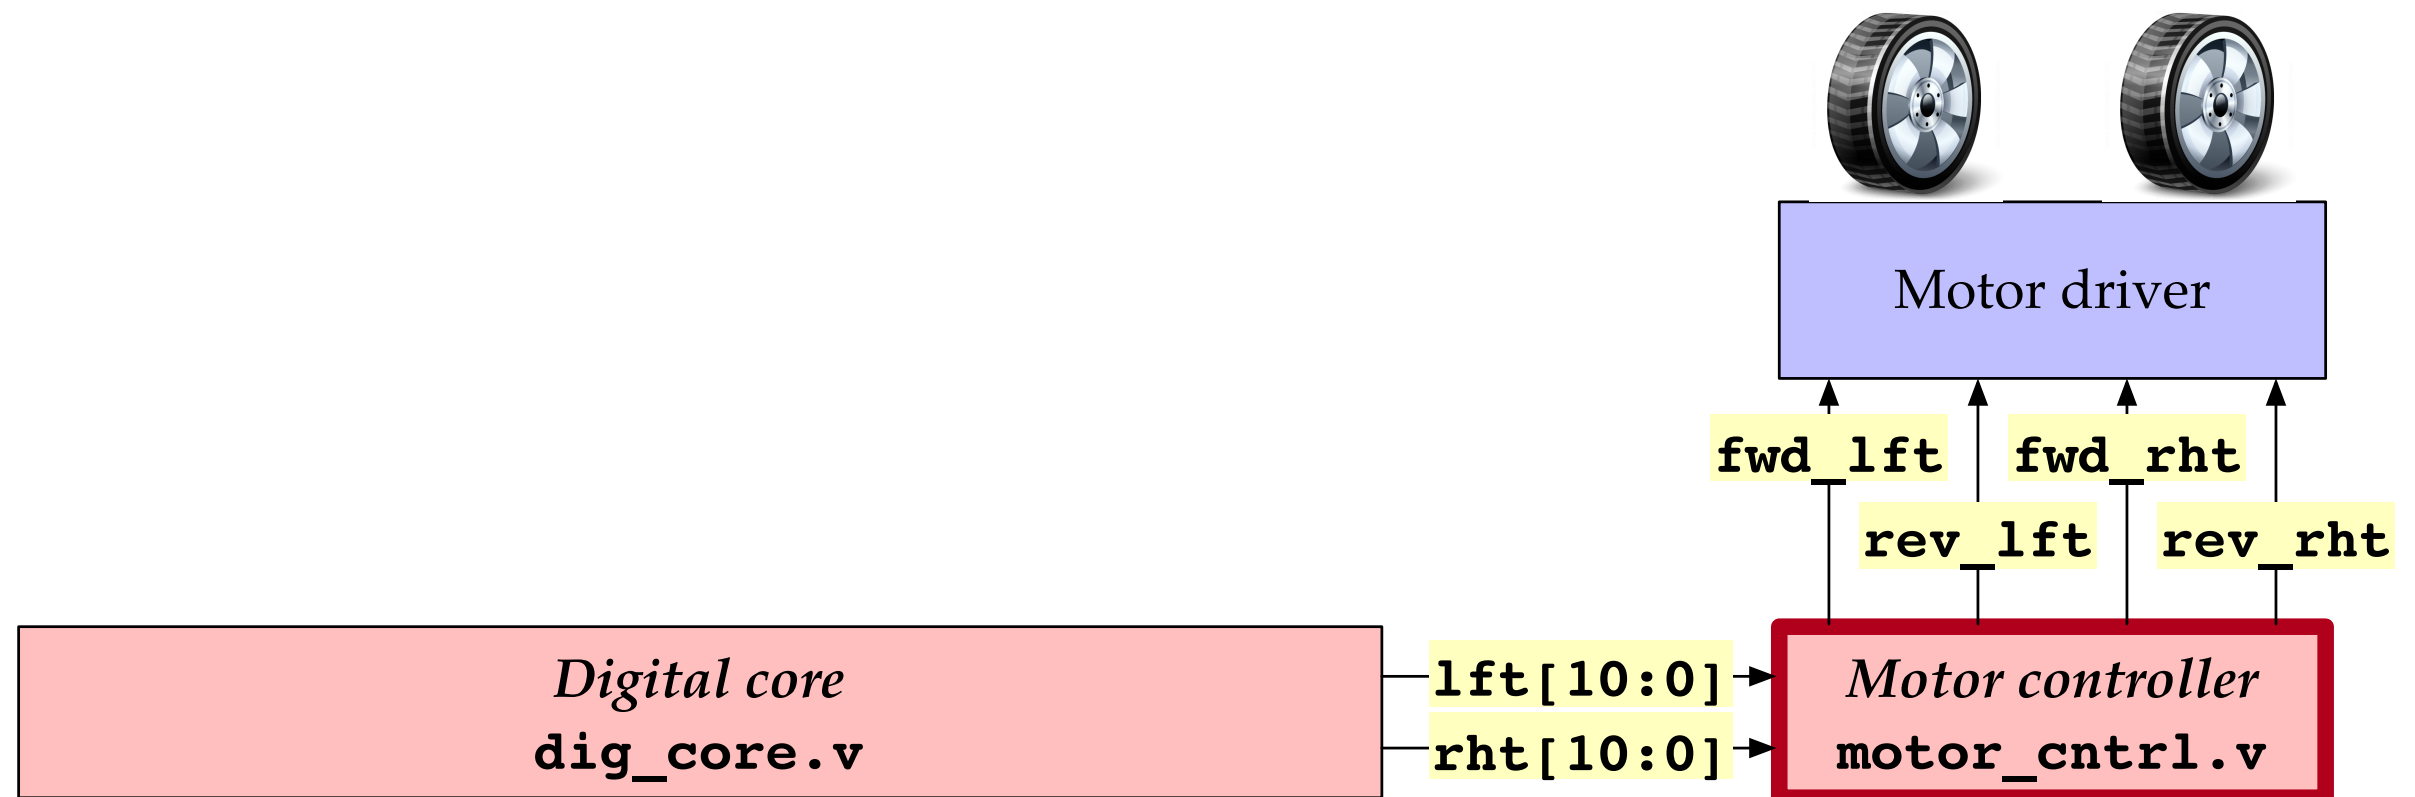 Motor driver
fwd_lft
fwd_rht
rev_lft
rev_rht
Digital core
dig_core.v
lft[10:0]
rht[10:0]
Motor controller
motor_cntrl.v